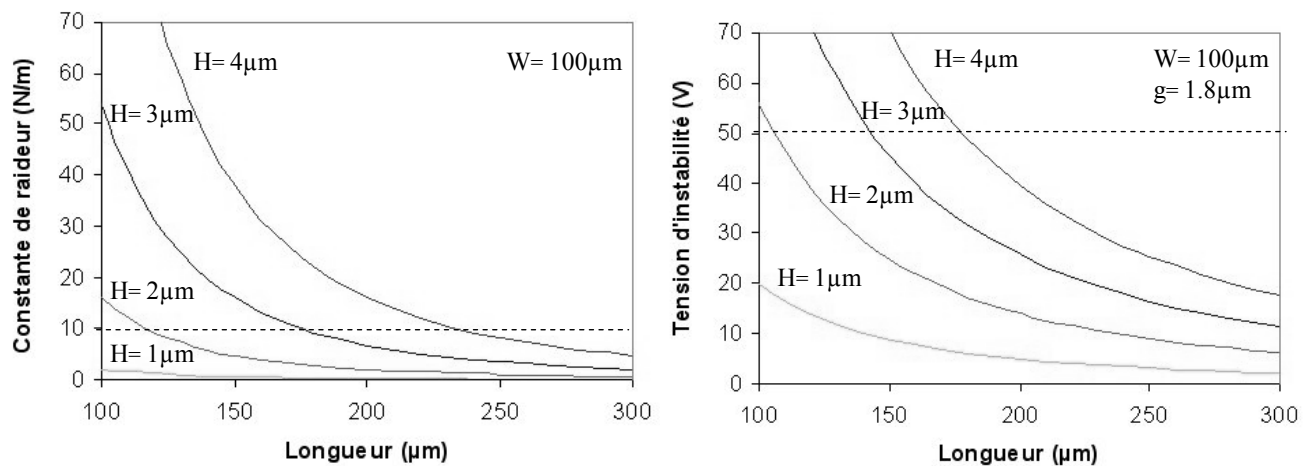 Constante de raideur (N/m)
70
60
50
40
30
20
10
0
H= 4µm
W= 100µm
H= 3µm
H= 2µm
H= 1µm
100
150
200
250
300
Longueur (µm)
Tension d'instabilité (V)
70
60
50
40
30
20
10
0
H= 4µm
W= 100µm
g= 1.8µm
H= 3µm
H= 2µm
H= 1µm
100
150
200
250
300
Longueur (µm)